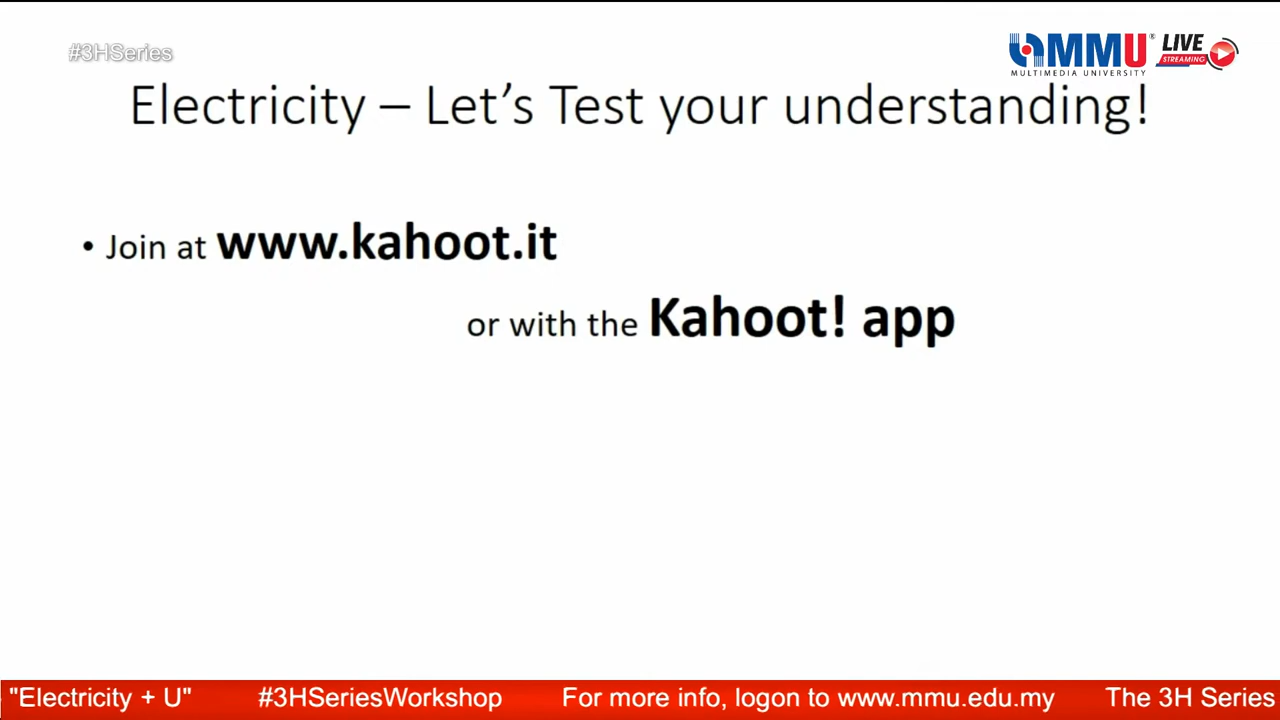 #3HSeries
MMU®
MULTIMEDIA UNIVERSITY
LIVE
STREAMING
Electricity – Let’s Test your understanding!
• Join at www.kahoot.it
or with the Kahoot! app
"Electricity + U" #3HSeriesWorkshop For more info, logon to www.mmu.edu.my The 3H Series